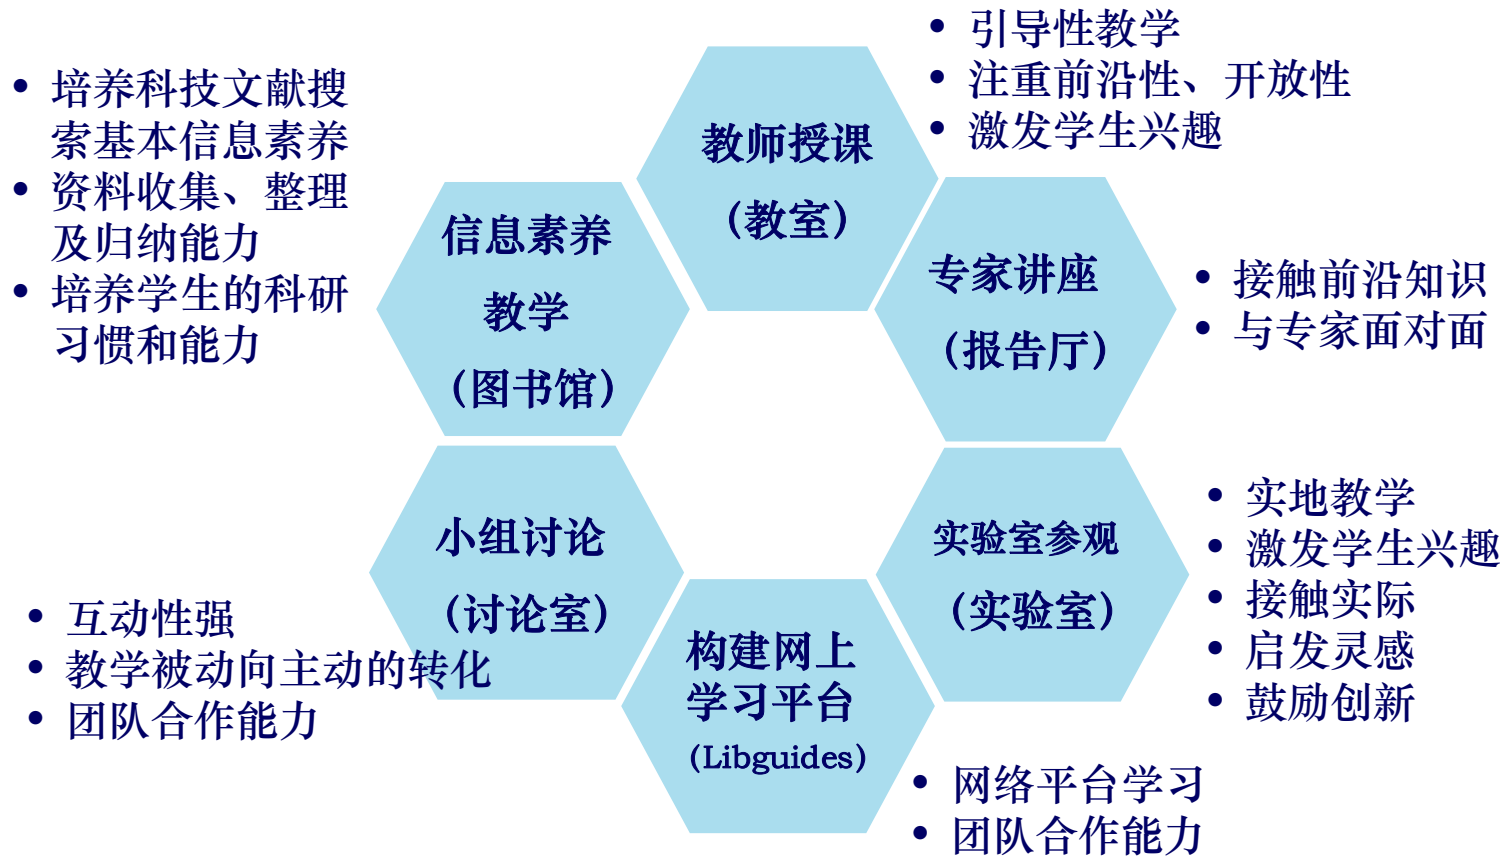 • 引导性教学
• 注重前沿性、开放性
• 激发学生兴趣
教师授课
（教室）
• 培养科技文献搜
索基本信息素养
• 资料收集、整理
及归纳能力
• 培养学生的科研
习惯和能力
信息素养
教学
（图书馆）
专家讲座
（报告厅）
• 接触前沿知识
• 与专家面对面
小组讨论
（讨论室）
• 互动性强
• 教学被动向主动的转化
• 团队合作能力
实验室参观
（实验室）
• 实地教学
• 激发学生兴趣
• 接触实际
• 启发灵感
• 鼓励创新
构建网上
学习平台
(Libguides)
• 网络平台学习
• 团队合作能力